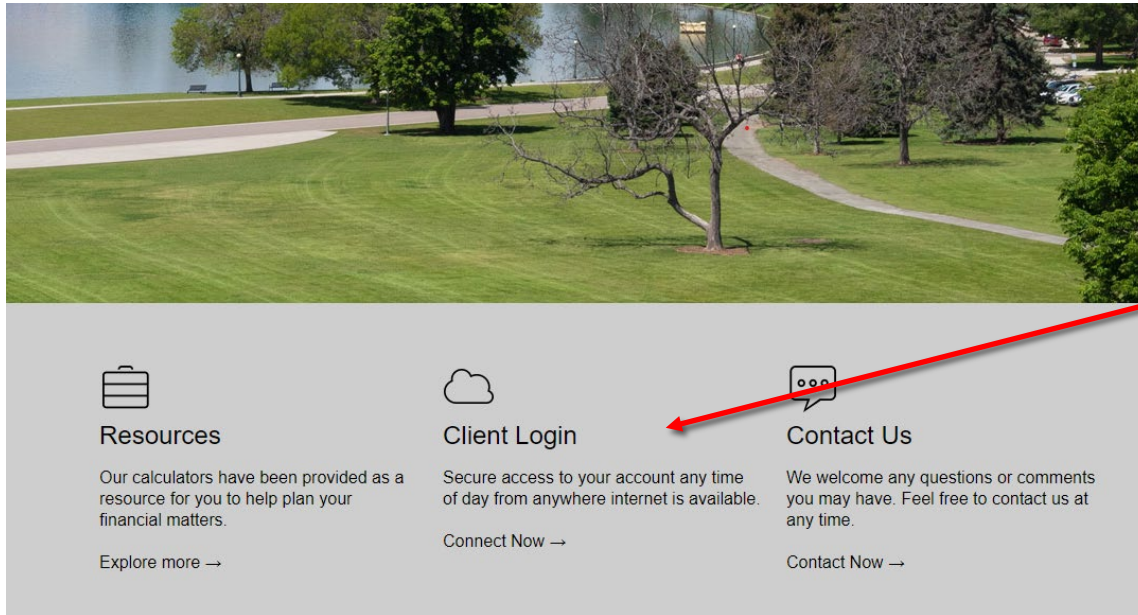 Resources
Our calculators have been provided as a
resource for you to help plan your
financial matters.
Explore more →
Client Login
Secure access to your account any time
of day from anywhere internet is available.
Connect Now →
Contact Us
We welcome any questions or comments
you may have. Feel free to contact us at
any time.
Contact Now →